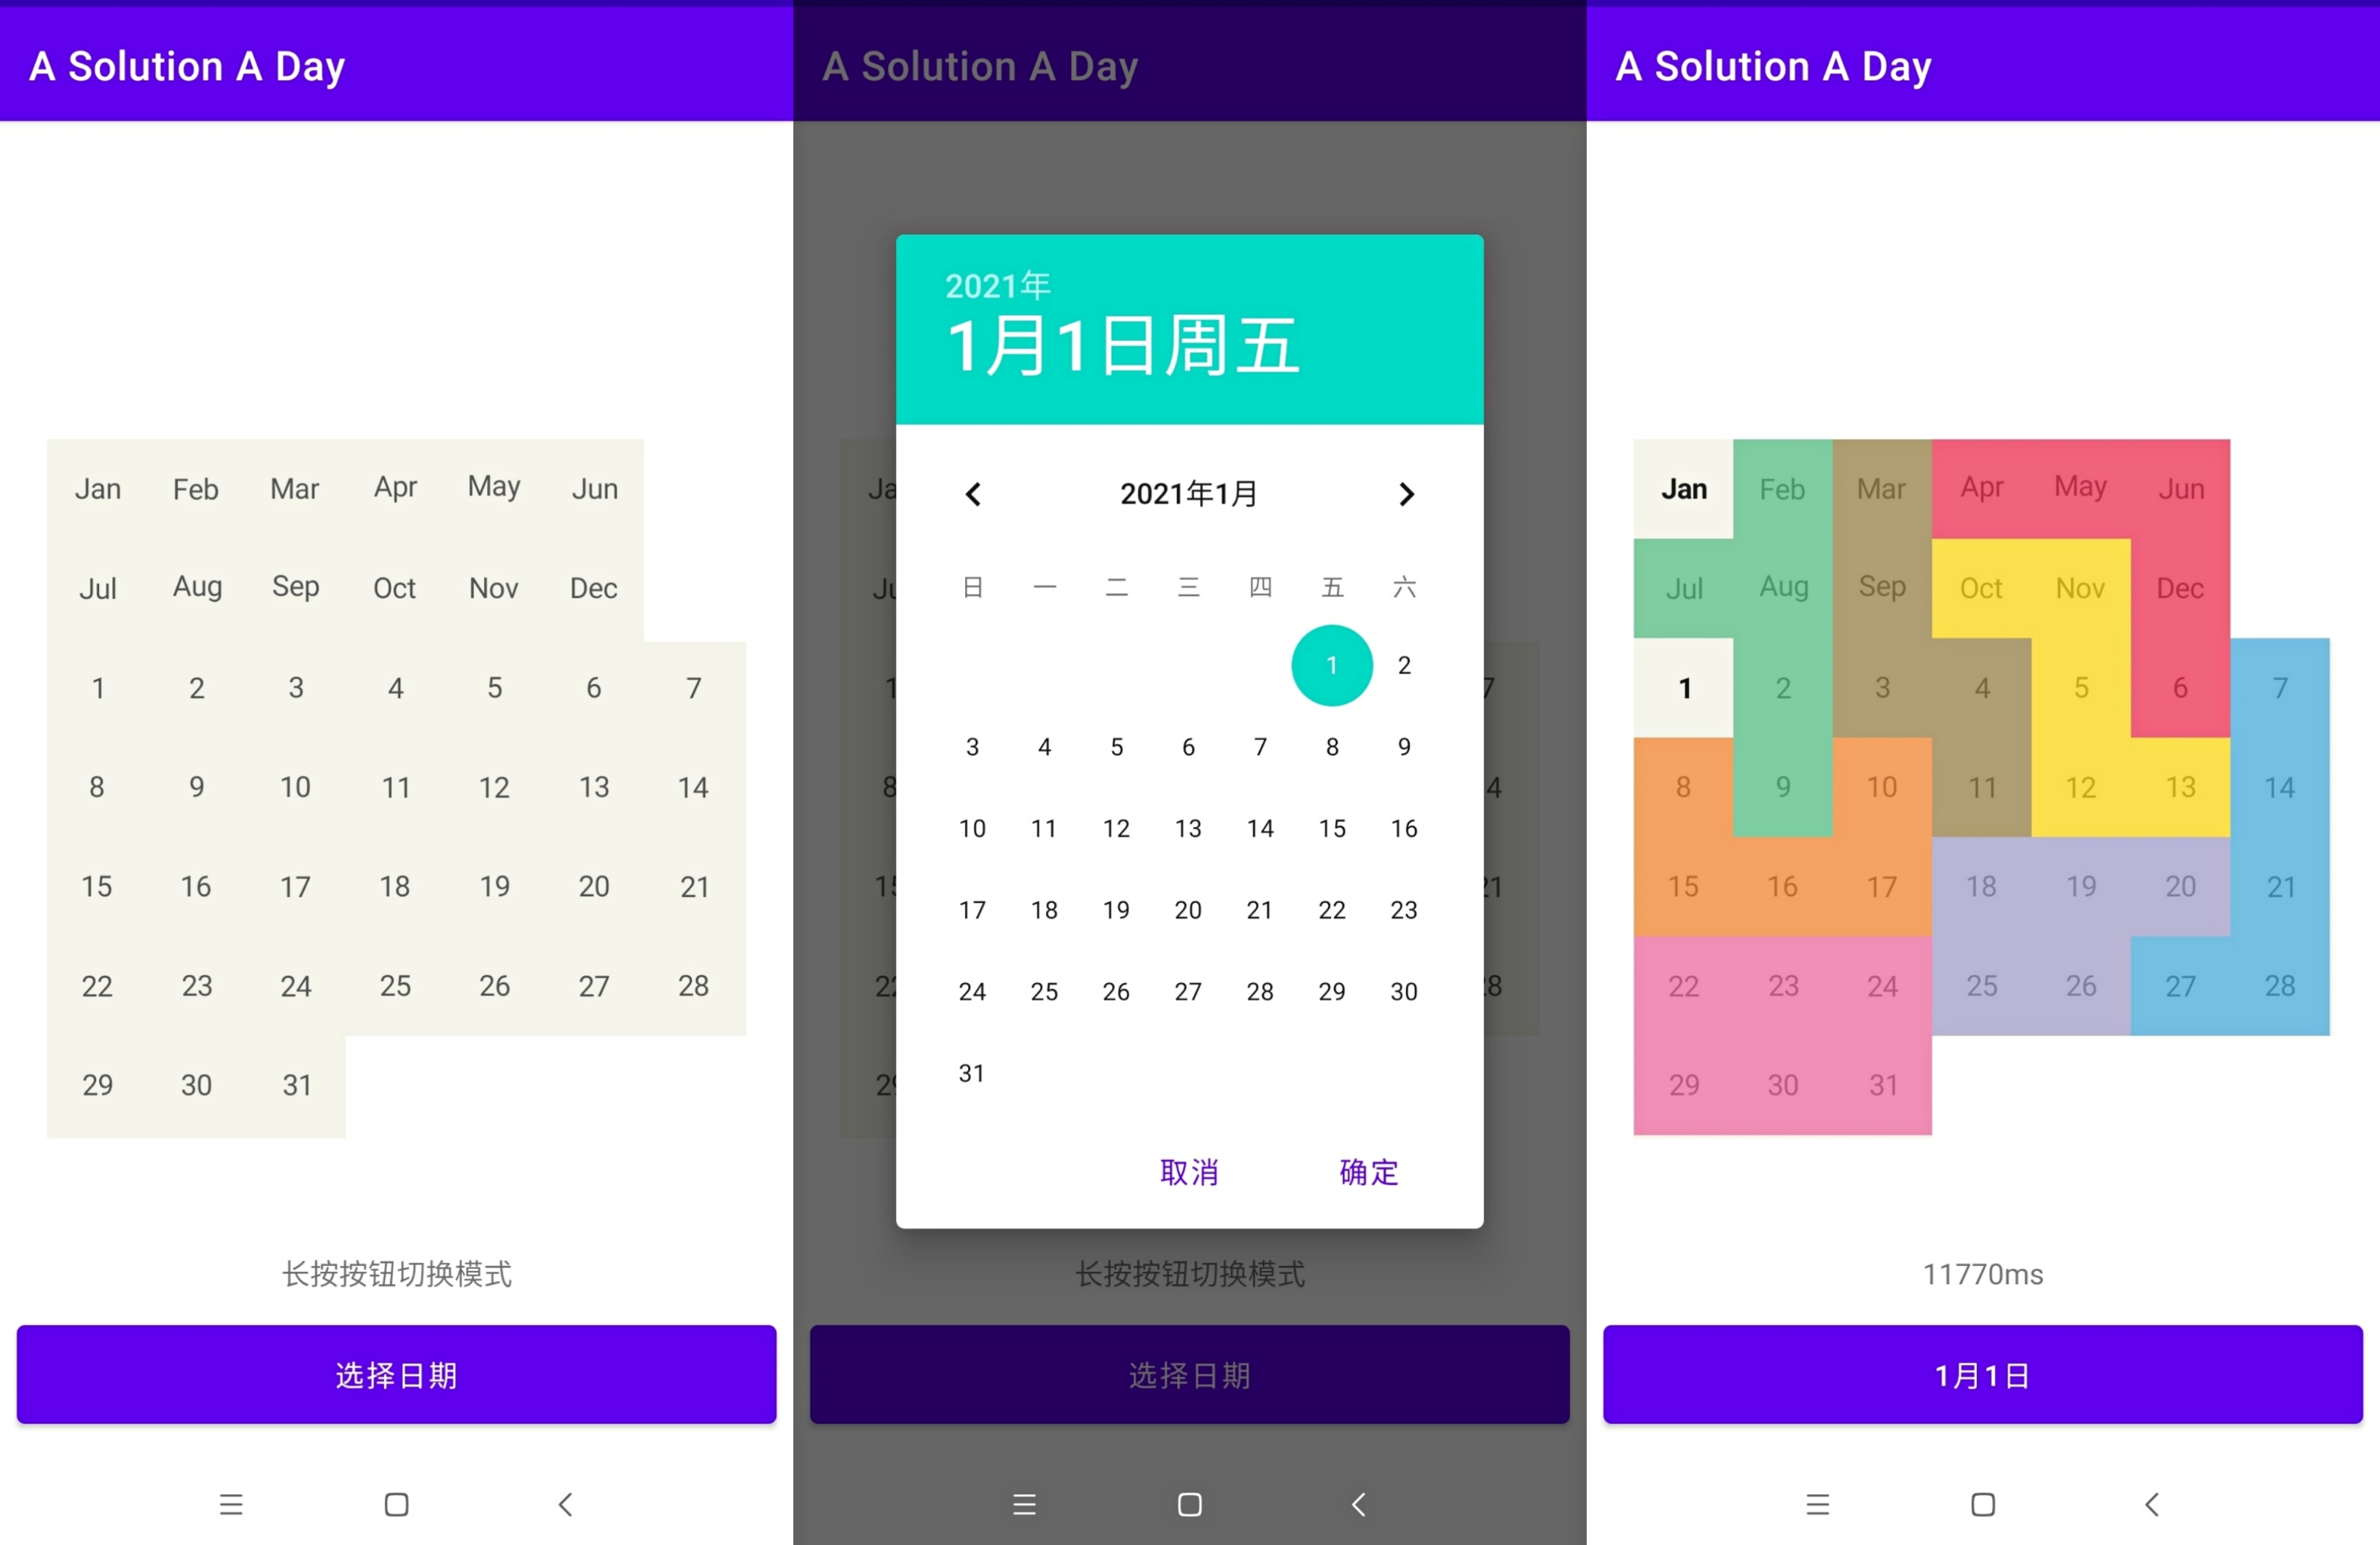 A Solution A Day
Jan Feb Mar Apr May Jun
Jul Aug Sep Oct Nov Dec
1 2 3 4 5 6 7
8 9 10 11 12 13 14
15 16 17 18 19 20 21
22 23 24 25 26 27 28
29 30 31
长按按钮切换模式
选择日期
A Solution A Day
2021年
1月1日周五
2021年1月
日 一 二 三 四 五 六
1 2
3 4 5 6 7 8 9
10 11 12 13 14 15 16
17 18 19 20 21 22 23
24 25 26 27 28 29 30
31
取消 确定
长按按钮切换模式
选择日期
A Solution A Day
Jan Feb Mar Apr May Jun
Jul Aug Sep Oct Nov Dec
1 2 3 4 5 6 7
8 9 10 11 12 13 14
15 16 17 18 19 20 21
22 23 24 25 26 27 28
29 30 31
11770ms
1月1日